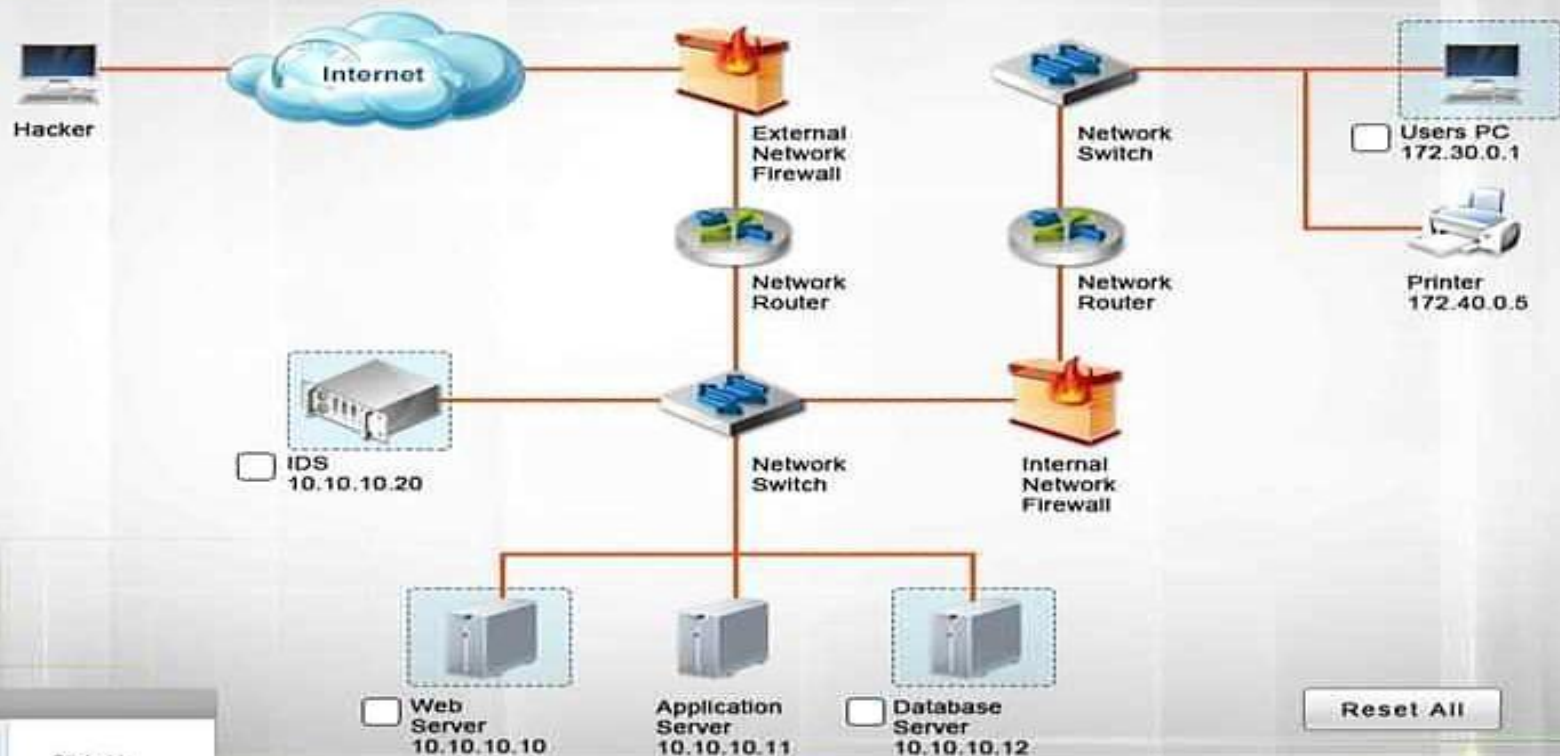 Internet
Hacker
External
Network
Firewall
Network
Switch
Users PC
172.30.0.1
Network
Router
Network
Router
Printer
172.40.0.5
IDS
10.10.10.20
Network
Switch
Internal
Network
Firewall
Web
Server
10.10.10.10
Application
Server
10.10.10.11
Database
Server
10.10.10.12
Reset All